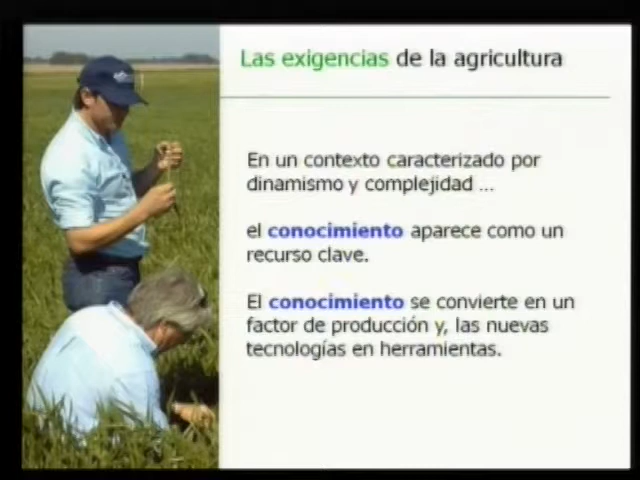 Las exigencias de la agricultura
En un contexto caracterizado por
dinamismo y complejidad ...
el conocimiento aparece como un
recurso clave.
El conocimiento se convierte en un
factor de producción y, las nuevas
tecnologías en herramientas.